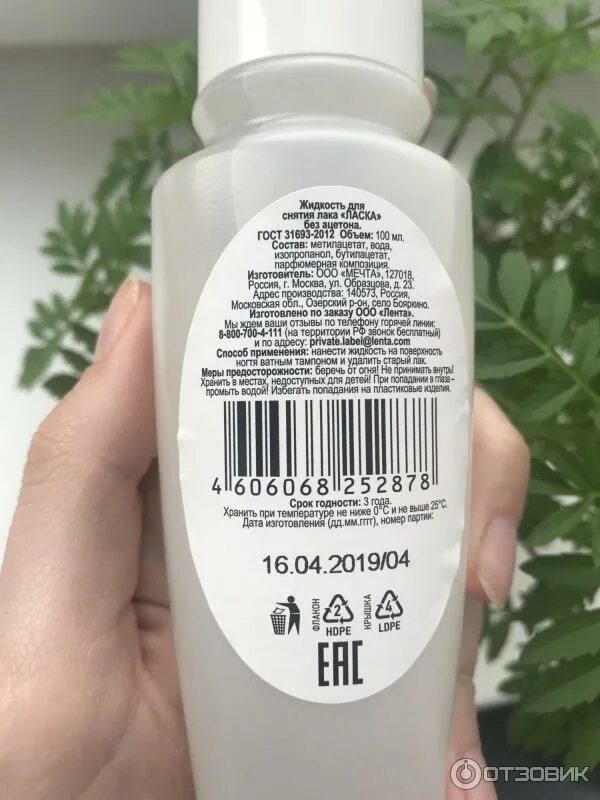 Жидкость для
снятия лака «ЛАСКА»
без ацетона.
ГОСТ 31693-2012 Объем: 100 мл.
Состав: метилацетат, вода,
изопропанол, бутилацетат,
парфюмерная композиция.
Изготовитель: ООО «МЕЧТА», 127018,
Россия, г. Москва, ул. Образцова, д. 23.
Адрес производства: 140573, Россия,
Московская обл., Озерский р-он, село Бояркино.
Изготовлено по заказу ООО «Лента».
Мы ждем ваши отзывы по телефону горячей линии:
8-800-700-4-111 (на территории РФ звонок бесплатный)
и по адресу: private.label@lenta.com
Способ применения: нанести жидкость на поверхность
ногтя ватным тампоном и удалить старый лак.
Меры предосторожности: беречь от огня! Не принимать внутрь!
Хранить в местах, недоступных для детей! При попадании в глаза –
промыть водой! Избегать попадания на пластиковые изделия.
4 606068 252878
Срок годности: 3 года.
Хранить при температуре не ниже 0°С и не выше 25°С.
Дата изготовления (дд.мм.гггг), номер партии:
16.04.2019/04
ФЛАКОН 2 HDPE КРЫШКА 4 LDPE
EAC
ОТЗОВИК